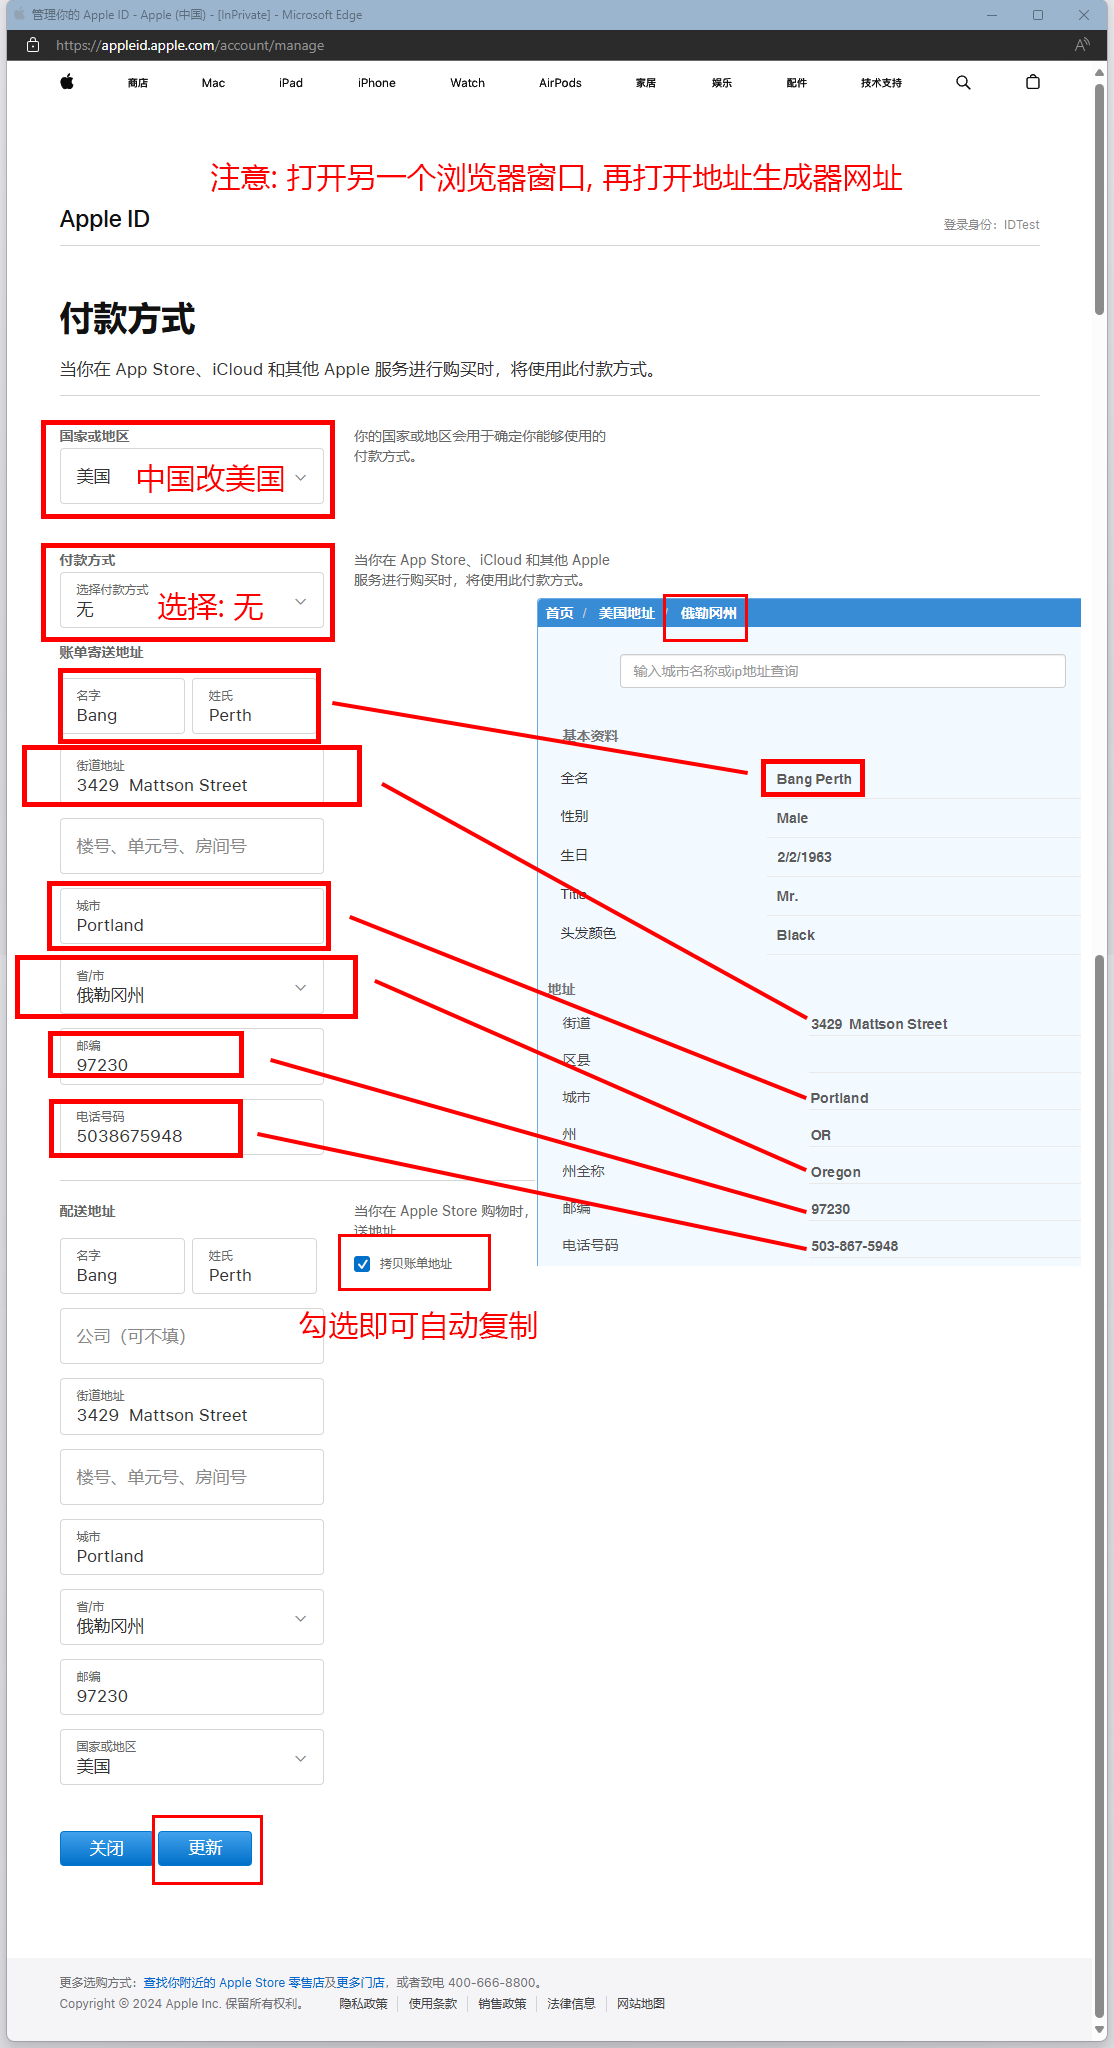 管理你的 Apple ID - Apple (中国) - [InPrivate] - Microsoft Edge
https://appleid.apple.com/account/manage
商店 Mac iPad iPhone Watch AirPods 家居 娱乐 配件 技术支持
注意: 打开另一个浏览器窗口, 再打开地址生成器网址
Apple ID
登录身份：IDTest
付款方式
当你在 App Store、iCloud 和其他 Apple 服务进行购买时，将使用此付款方式。
国家或地区
美国
中国改美国
你的国家或地区会用于确定你能够使用的
付款方式。
付款方式
选择付款方式
无
选择: 无
当你在 App Store、iCloud 和其他 Apple
服务进行购买时，将使用此付款方式。
账单寄送地址
名字
Bang
姓氏
Perth
街道地址
3429 Mattson Street
楼号、单元号、房间号
城市
Portland
省/市
俄勒冈州
邮编
97230
电话号码
5038675948
首页 / 美国地址 / 俄勒冈州
输入城市名称或ip地址查询
基本资料
全名 Bang Perth
性别 Male
生日 2/2/1963
Title Mr.
头发颜色 Black
地址
街道 3429 Mattson Street
区县
城市 Portland
州 OR
州全称 Oregon
邮编 97230
电话号码 503-867-5948
配送地址
当你在 Apple Store 购物时，
送地址
拷贝账单地址
勾选即可自动复制
名字
Bang
姓氏
Perth
公司（可不填）
街道地址
3429 Mattson Street
楼号、单元号、房间号
城市
Portland
省/市
俄勒冈州
邮编
97230
国家或地区
美国
关闭 更新
更多选购方式：查找你附近的 Apple Store 零售店及更多门店，或者致电 400-666-8800。
Copyright © 2024 Apple Inc. 保留所有权利。 隐私政策 使用条款 销售政策 法律信息 网站地图